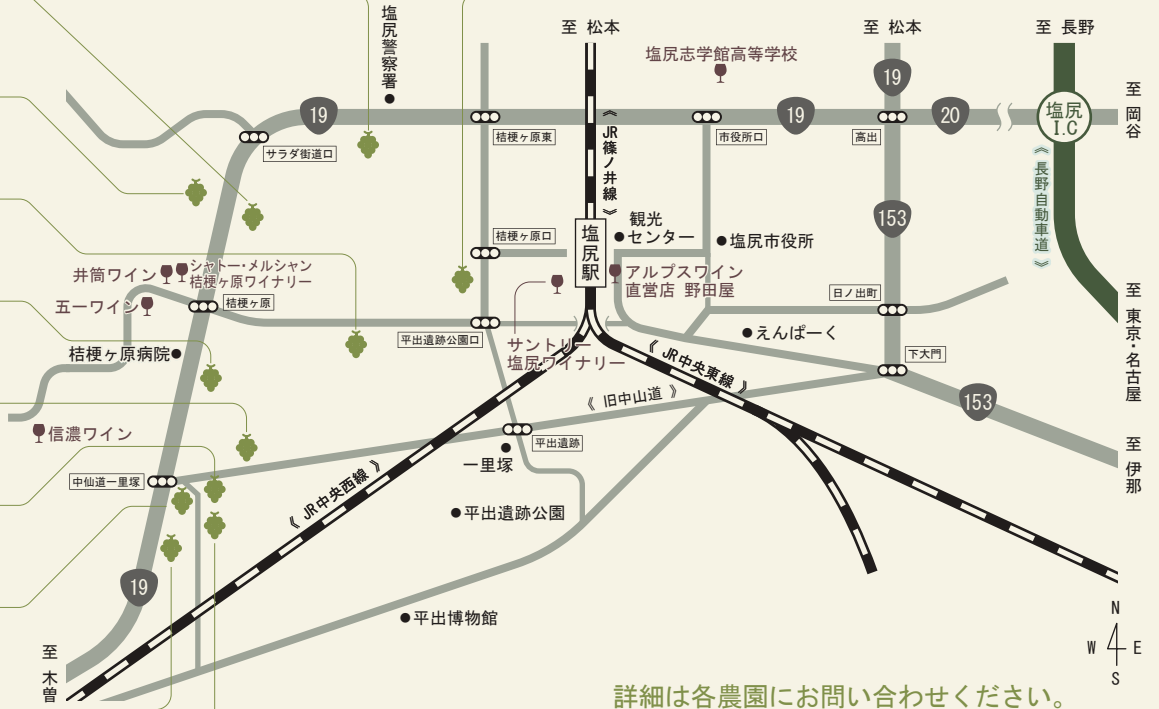 至 松本
至 松本
至 長野
塩尻警察署
塩尻志学館高等学校
19
至 岡谷
19
19
20
塩尻
I.C
サラダ街道口
桔梗ヶ原東
市役所口
高出
《 JR篠ノ井線 》
《 長野自動車道 》
153
観光
センター
塩尻市役所
桔梗ヶ原口
塩尻駅
井筒ワイン
シャトー・メルシャン
桔梗ヶ原ワイナリー
アルプスワイン
直営店 野田屋
五一ワイン
桔梗ヶ原
日ノ出町
至 東京・名古屋
平出遺跡公園口
えんぱーく
サントリー
塩尻ワイナリー
桔梗ヶ原病院
《 JR中央東線 》
下大門
《 旧中山道 》
153
信濃ワイン
平出遺跡
一里塚
至 伊那
中仙道一里塚
《 JR中央西線 》
平出遺跡公園
19
平出博物館
N
W
E
S
至 木曽
詳細は各農園にお問い合わせください。